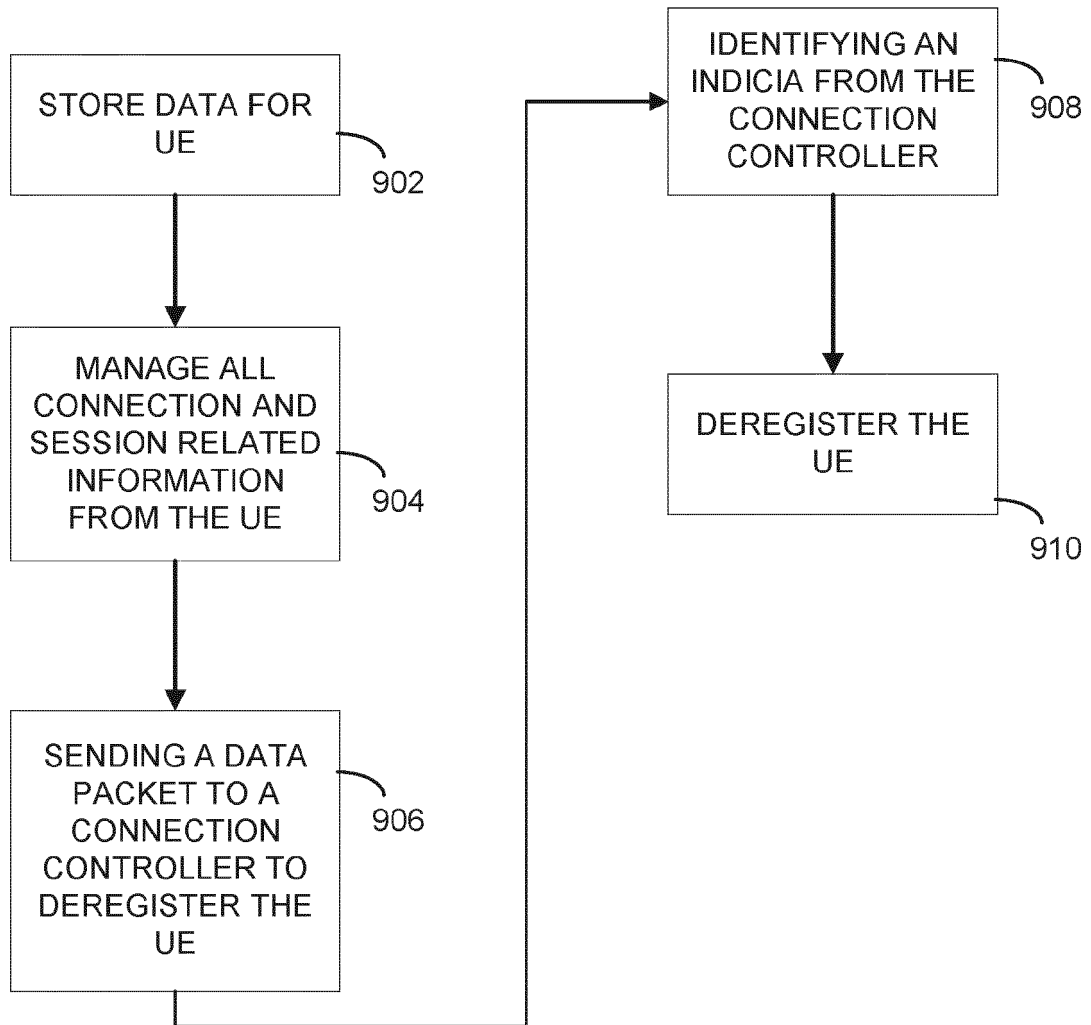 STORE DATA FOR
UE
902
MANAGE ALL
CONNECTION AND
SESSION RELATED
INFORMATION
FROM THE UE
904
SENDING A DATA
PACKET TO A
CONNECTION
CONTROLLER TO
DEREGISTER THE
UE
906
IDENTIFYING AN
INDICIA FROM THE
CONNECTION
CONTROLLER
908
DEREGISTER THE
UE
910